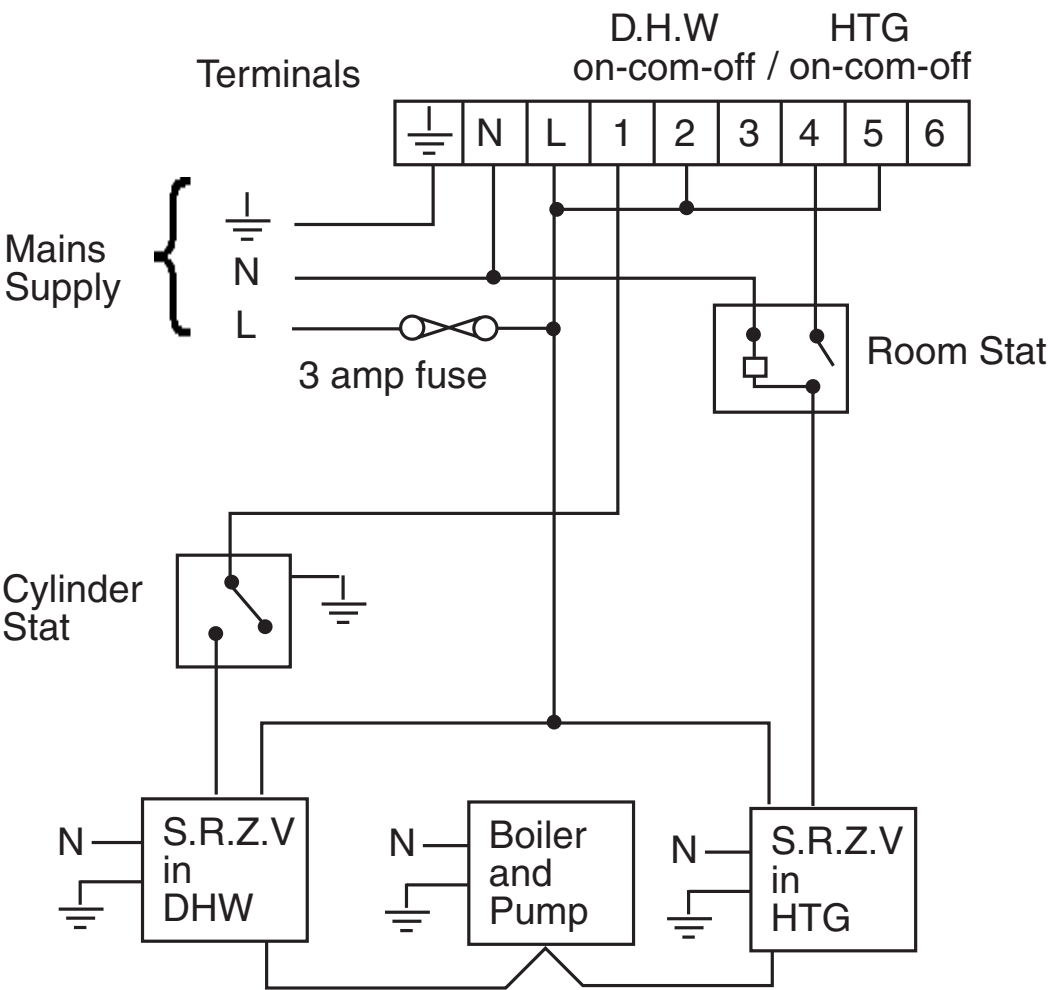 D.H.W HTG
on-com-off / on-com-off
Terminals
N L 1 2 3 4 5 6
Mains
Supply
N
L
3 amp fuse
Room Stat
Cylinder
Stat
N
S.R.Z.V
in
DHW
N
Boiler
and
Pump
N
S.R.Z.V
in
HTG